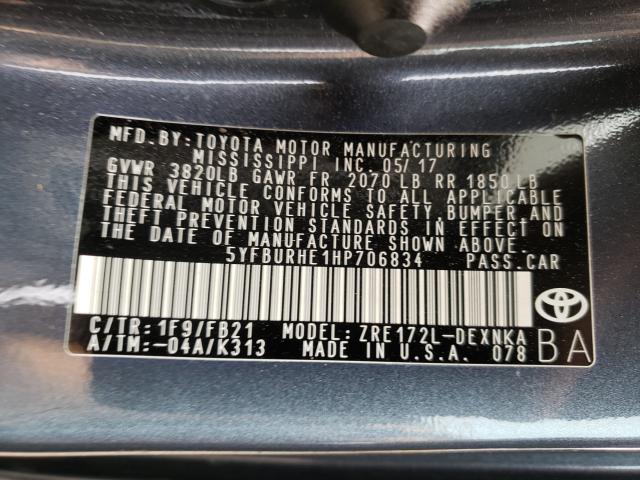 MFD. BY: TOYOTA MOTOR MANUFACTURING
MISSISSIPPI INC. 05/17
GVWR 3820LB GAWR FR 2070 LB RR 1850 LB
THIS VEHICLE CONFORMS TO ALL APPLICABLE
FEDERAL MOTOR VEHICLE SAFETY, BUMPER, AND
THEFT PREVENTION STANDARDS IN EFFECT ON
THE DATE OF MANUFACTURE SHOWN ABOVE.
5YFBURHE1HP706834 PASS. CAR
C/TR: 1F9/FB21 MODEL: ZRE172L-DEXNKA
A/TM: -04A/K313 MADE IN U.S.A. 078
BA